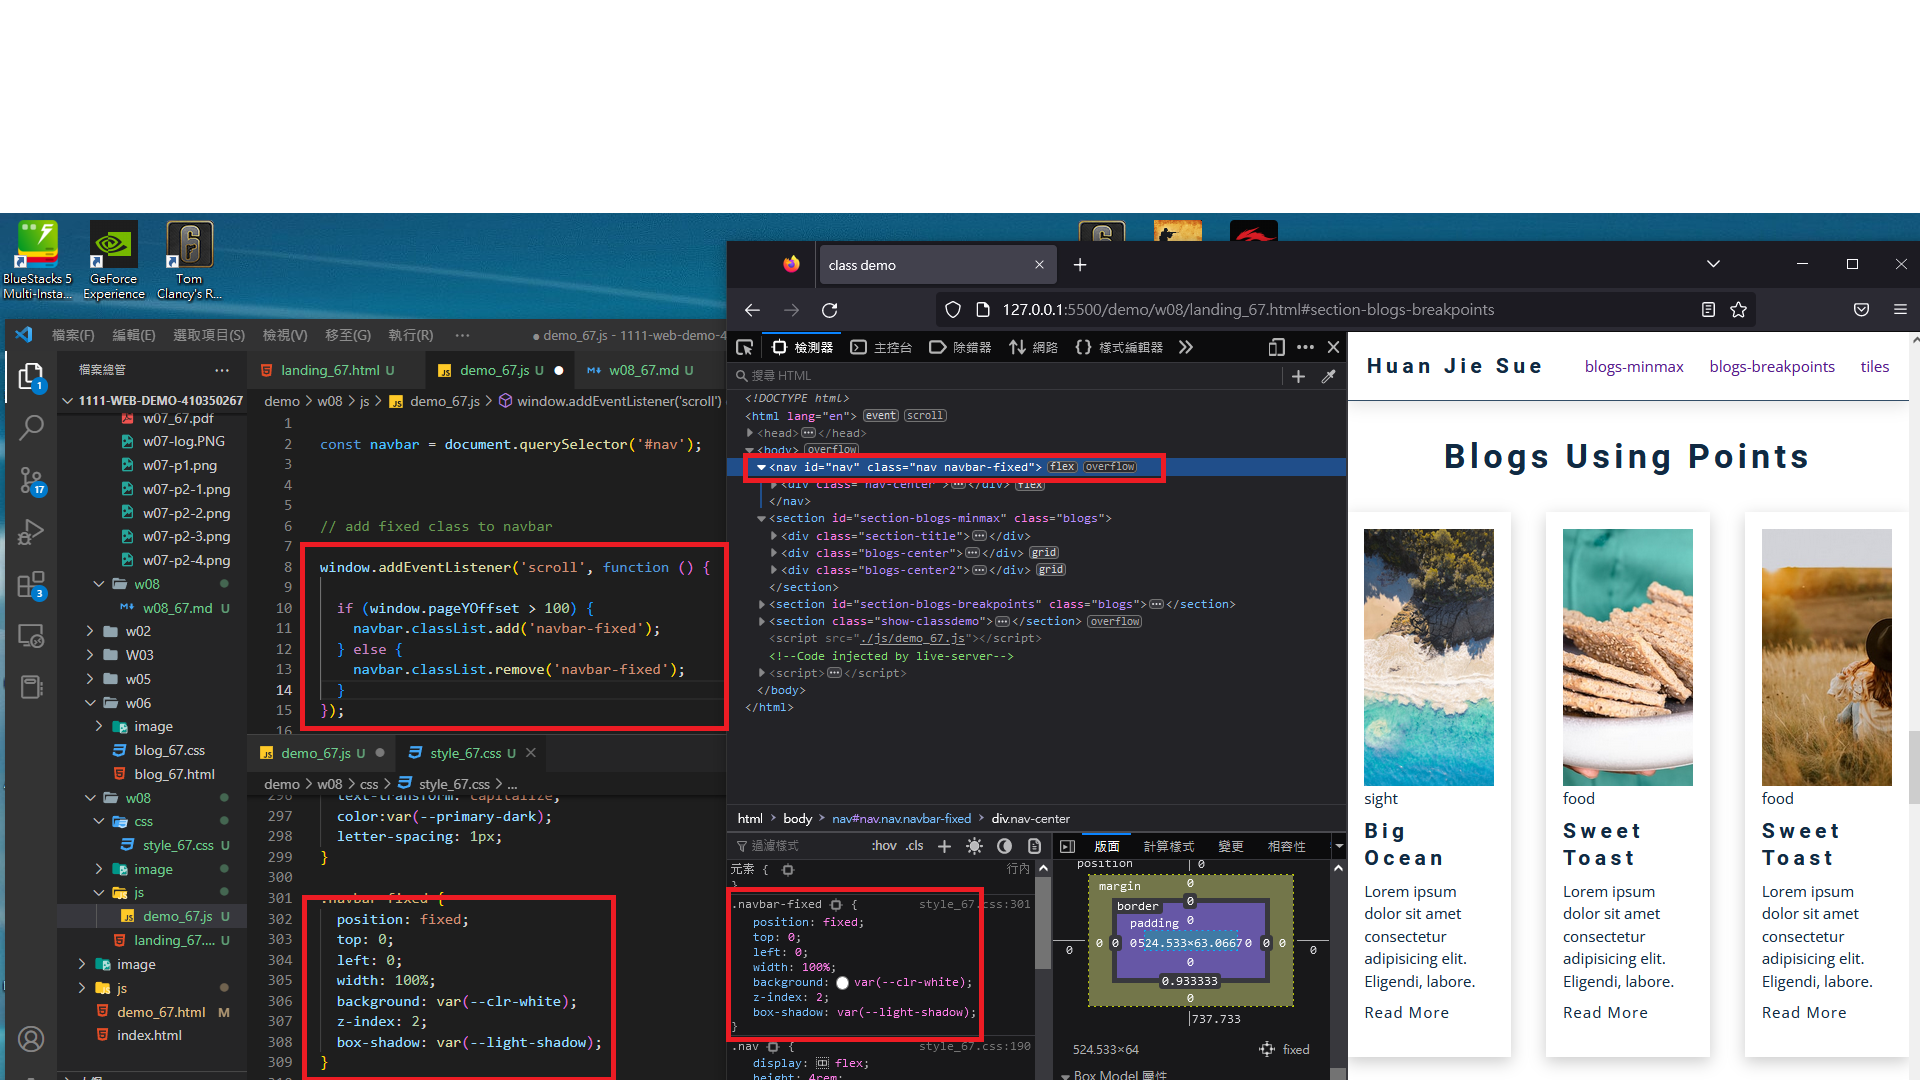 BlueStacks 5
Multi-Insta...
GeForce
Experience
Tom
Clancy's R...
檔案(F) 編輯(E) 選取項目(S) 檢視(V) 移至(G) 執行(R) ··· ● demo_67.js - 1111-web-demo-4
檔案總管 ···
1111-WEB-DEMO-410350267
w07_67.pdf
w07-log.PNG
w07-p1.png
w07-p2-1.png
w07-p2-2.png
w07-p2-3.png
w07-p2-4.png
w08
w08_67.md U
w02
W03
w05
w06
image
blog_67.css
blog_67.html
w08
css
style_67.css U
image
js
demo_67.js U
landing_67.... U
image
js
demo_67.html M
index.html
1
17
3
landing_67.html U
demo_67.js U ●
w08_67.md U
demo > w08 > js > demo_67.js > window.addEventListener('scroll')
1
2 const navbar = document.querySelector('#nav');
3
4
5
6 // add fixed class to navbar
7
8 window.addEventListener('scroll', function () {
9
10 if (window.pageYOffset > 100) {
11 navbar.classList.add('navbar-fixed');
12 } else {
13 navbar.classList.remove('navbar-fixed');
14 }
15 });
16
demo_67.js U ●
style_67.css U ×
demo > w08 > css > style_67.css > ...
296 text-transform: capitalize;
297 color:var(--primary-dark);
298 letter-spacing: 1px;
299 }
300
301 .navbar-fixed {
302 position: fixed;
303 top: 0;
304 left: 0;
305 width: 100%;
306 background: var(--clr-white);
307 z-index: 2;
308 box-shadow: var(--light-shadow);
309 }
class demo
127.0.0.1:5500/demo/w08/landing_67.html#section-blogs-breakpoints
檢測器 主控台 除錯器 網路 樣式編輯器
搜尋 HTML
<!DOCTYPE html>
<html lang="en"> event scroll
<head>···</head>
<body> overflow
<nav id="nav" class="nav navbar-fixed"> flex overflow
<div class="nav-center">···</div> flex
</nav>
<section id="section-blogs-minmax" class="blogs">
<div class="section-title">···</div>
<div class="blogs-center">···</div> grid
<div class="blogs-center2">···</div> grid
</section>
<section id="section-blogs-breakpoints" class="blogs">···</section>
<section class="show-classdemo">···</section> overflow
<script src="./js/demo_67.js"></script>
<!--Code injected by live-server-->
<script>···</script>
</body>
</html>
html > body > nav#nav.nav.navbar-fixed > div.nav-center
過濾樣式 :hov .cls
元素 { 行內
}
.navbar-fixed { style_67.css:301
position: fixed;
top: 0;
left: 0;
width: 100%;
background: var(--clr-white);
z-index: 2;
box-shadow: var(--light-shadow);
}
.nav { style_67.css:190
display: flex;
height: 4rem;
版面 計算樣式 變更 相容性
position 0
margin 0
border 0
padding 0
0 0 0 0 524.533×63.0667 0 0 0 0
0
0.933333
0
737.733
524.533×64 fixed
Box Model 屬性
Huan Jie Sue
blogs-minmax blogs-breakpoints tiles
Blogs Using Points
sight
Big
Ocean
Lorem ipsum
dolor sit amet
consectetur
adipisicing elit.
Eligendi, labore.
Read More
food
Sweet
Toast
Lorem ipsum
dolor sit amet
consectetur
adipisicing elit.
Eligendi, labore.
Read More
food
Sweet
Toast
Lorem ipsum
dolor sit amet
consectetur
adipisicing elit.
Eligendi, labore.
Read More